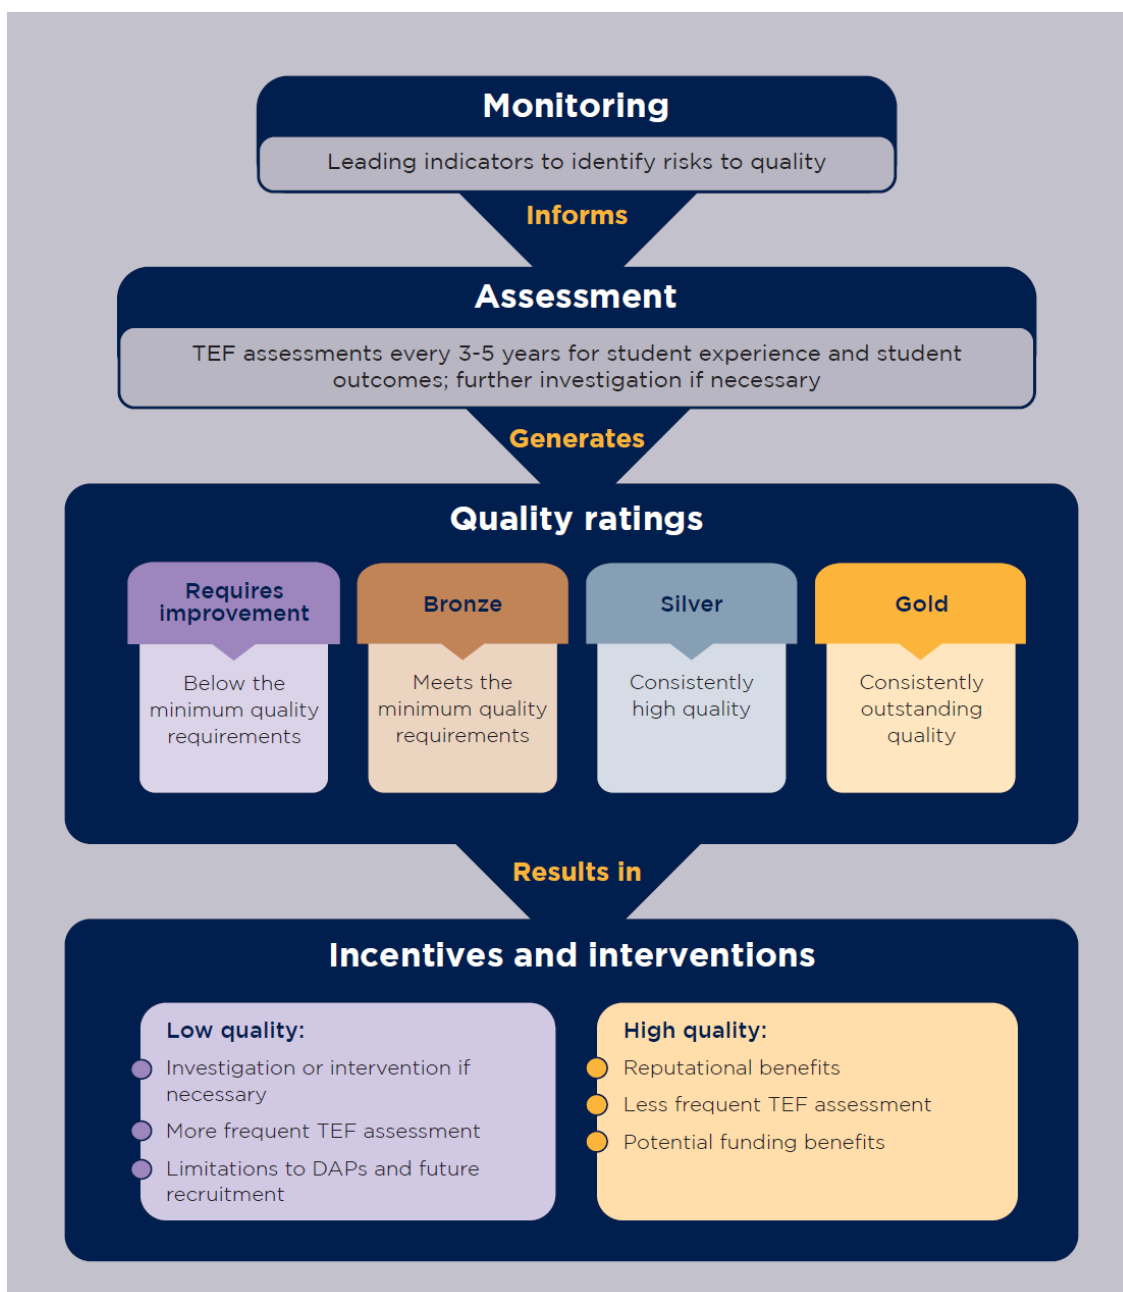 Monitoring
Leading indicators to identify risks to quality
Informs
Assessment
TEF assessments every 3-5 years for student experience and student
outcomes; further investigation if necessary
Generates
Quality ratings
Requires
improvement
Below the
minimum quality
requirements
Bronze
Meets the
minimum quality
requirements
Silver
Consistently
high quality
Gold
Consistently
outstanding
quality
Results in
Incentives and interventions
Low quality:
Investigation or intervention if
necessary
More frequent TEF assessment
Limitations to DAPs and future
recruitment
High quality:
Reputational benefits
Less frequent TEF assessment
Potential funding benefits